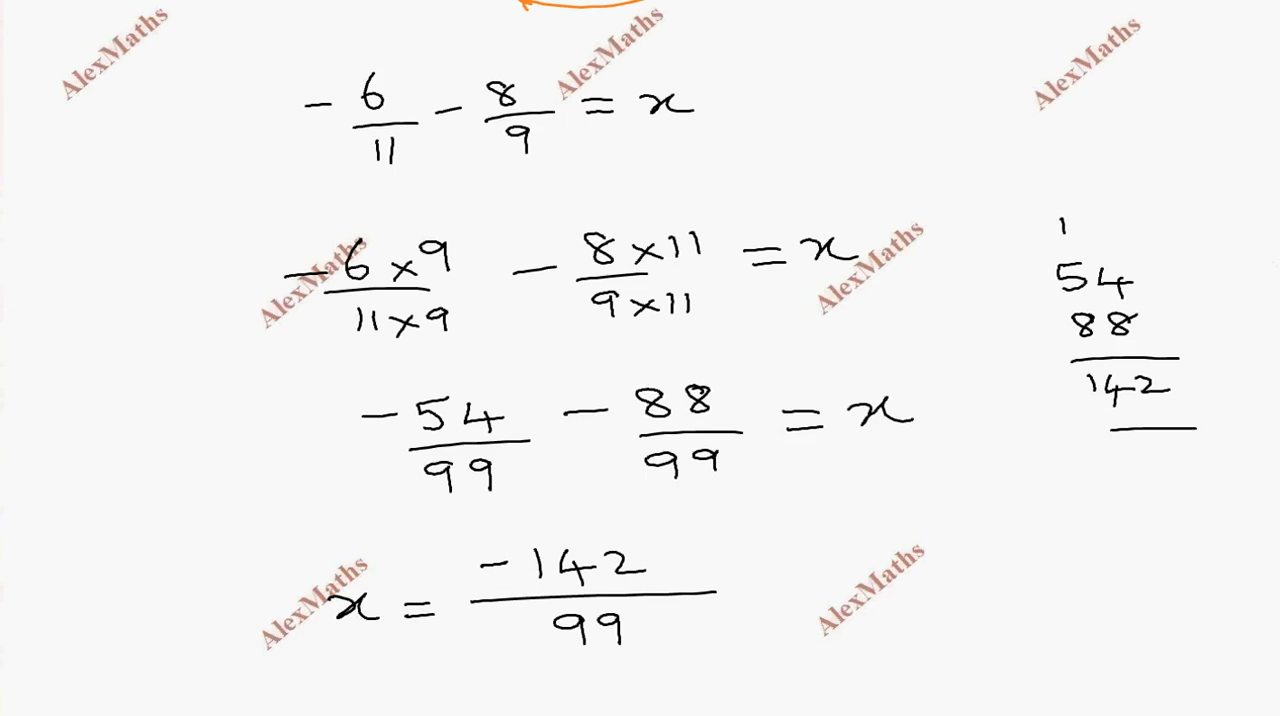 AlexMaths AlexMaths AlexMaths
- 6/11 - 8/9 = x
- 6 x 9 / 11 x 9 - 8 x 11 / 9 x 11 = x
AlexMaths AlexMaths
1
54
88
142
- 54/99 - 88/99 = x
x = -142/99
AlexMaths AlexMaths